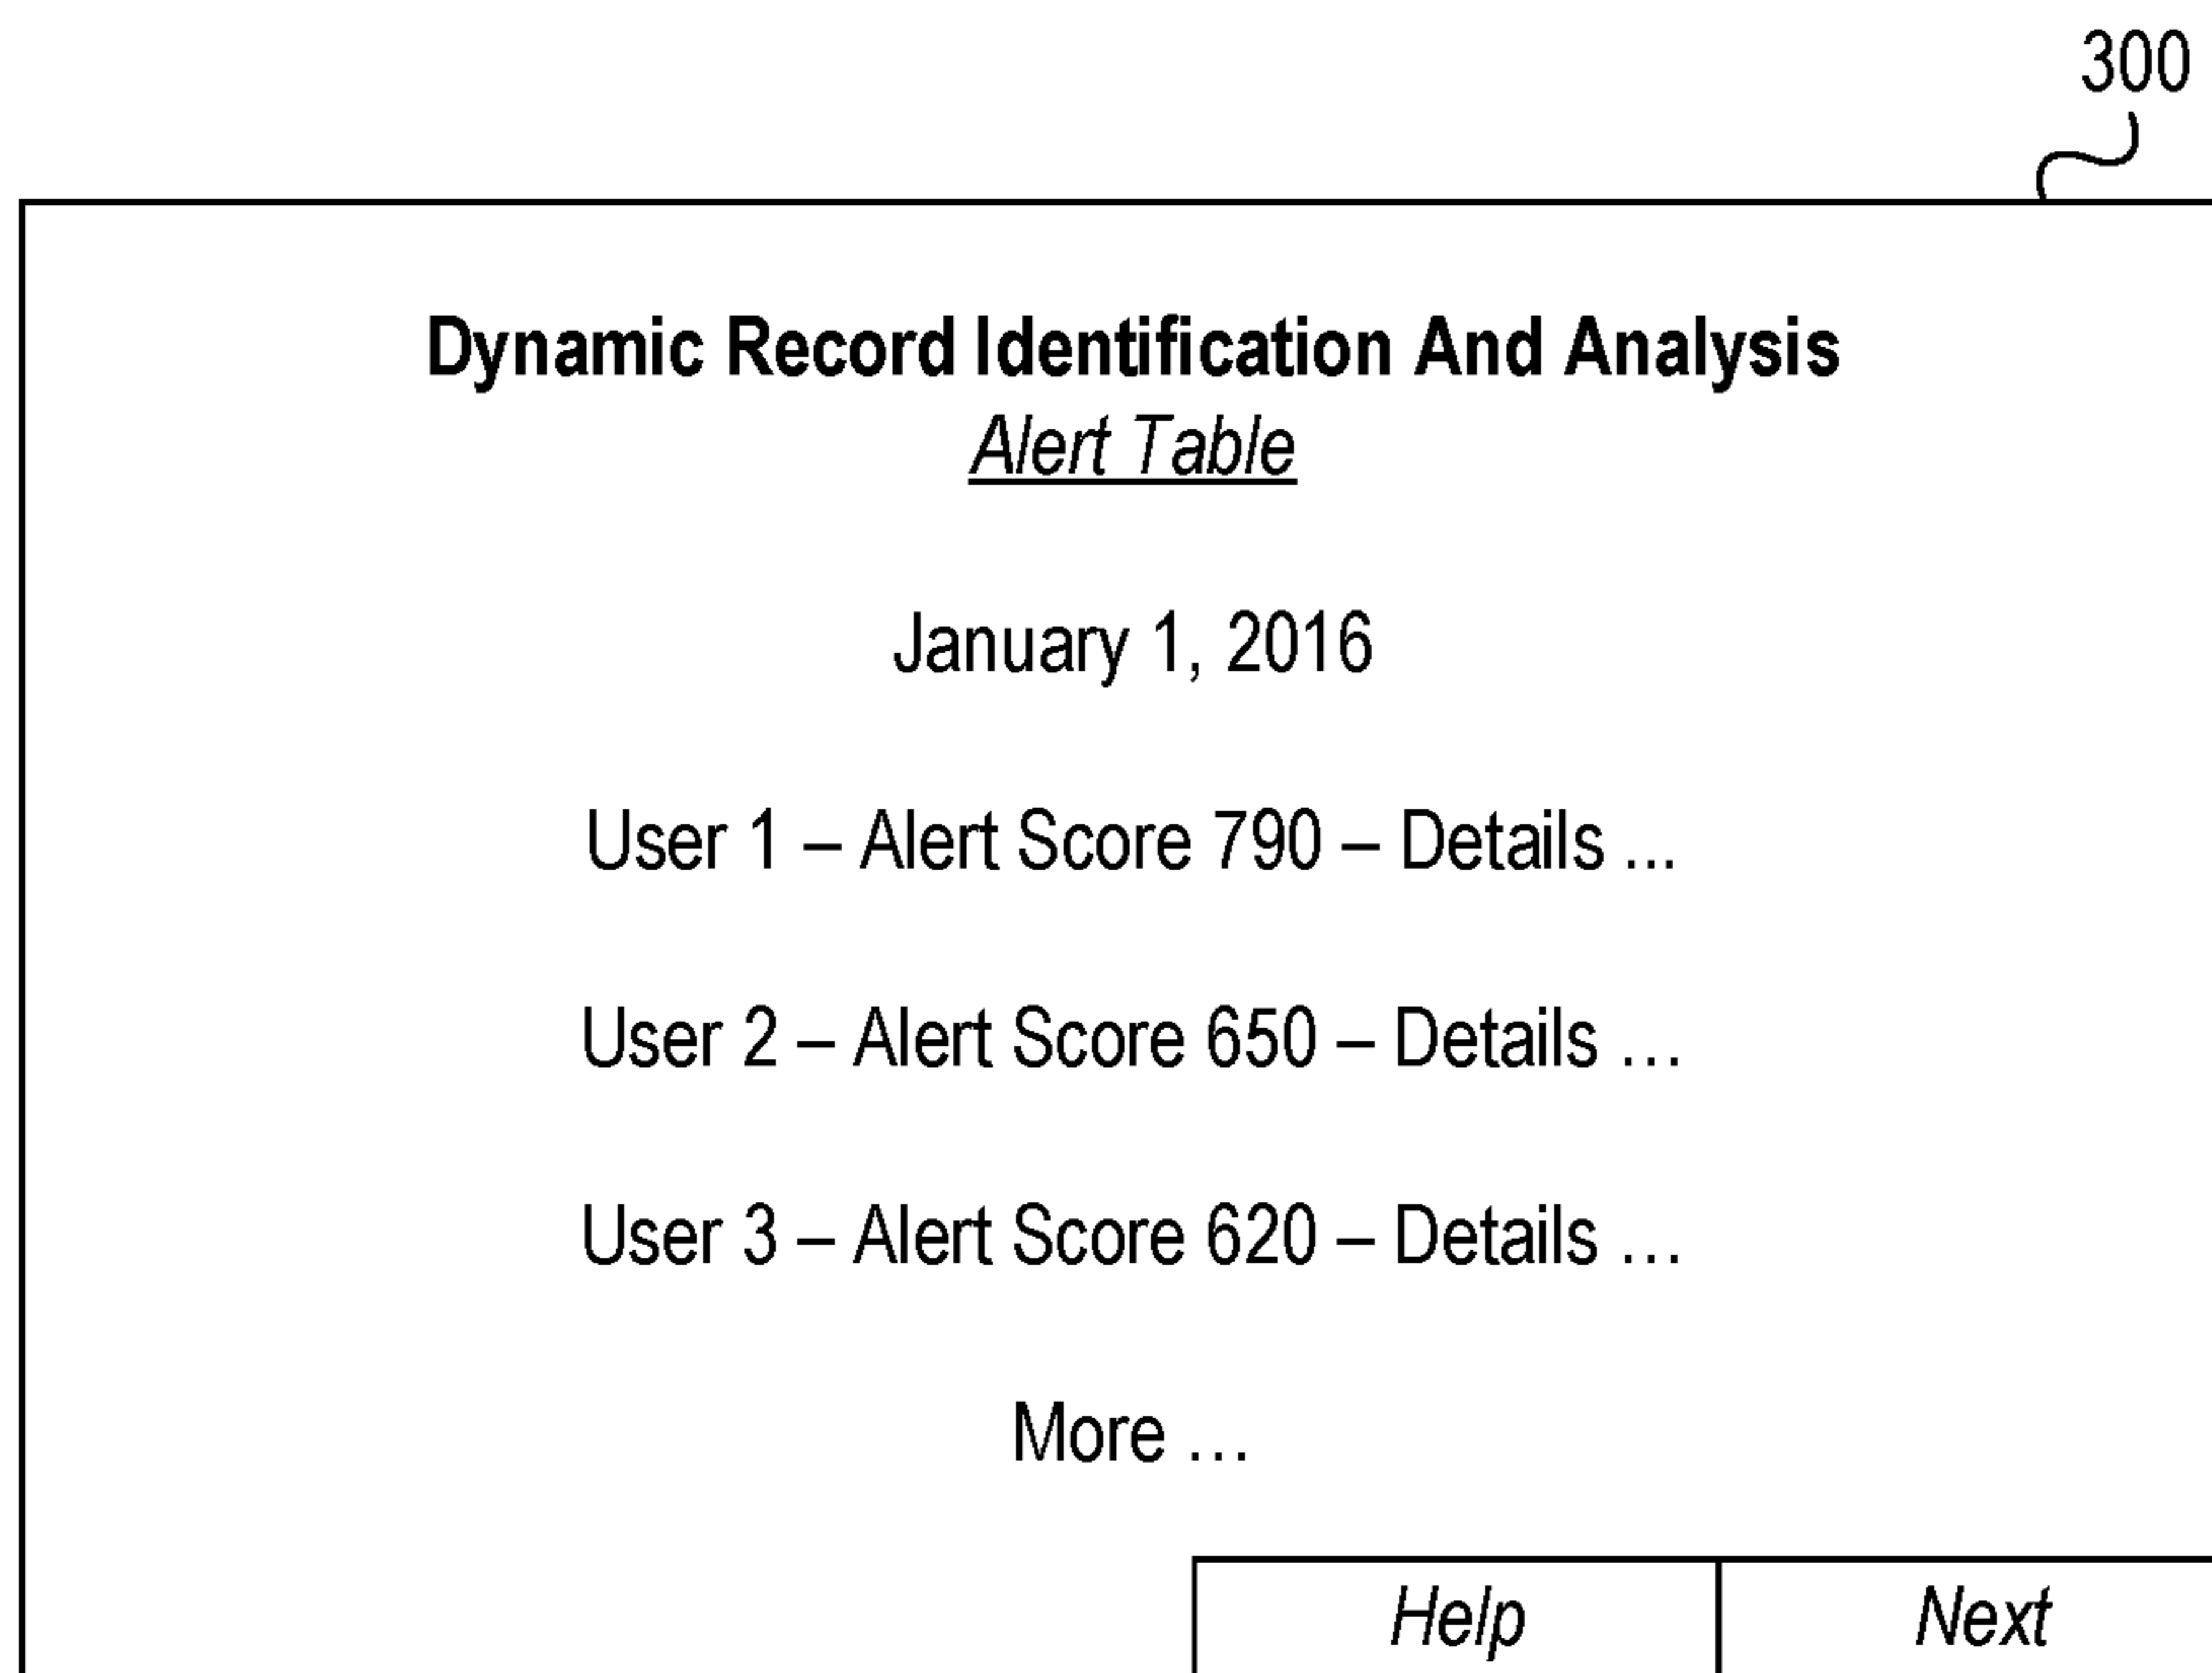 300
Dynamic Record Identification And Analysis
Alert Table
January 1, 2016
User 1 – Alert Score 790 – Details ...
User 2 – Alert Score 650 – Details …
User 3 – Alert Score 620 – Details …
More …
Help Next